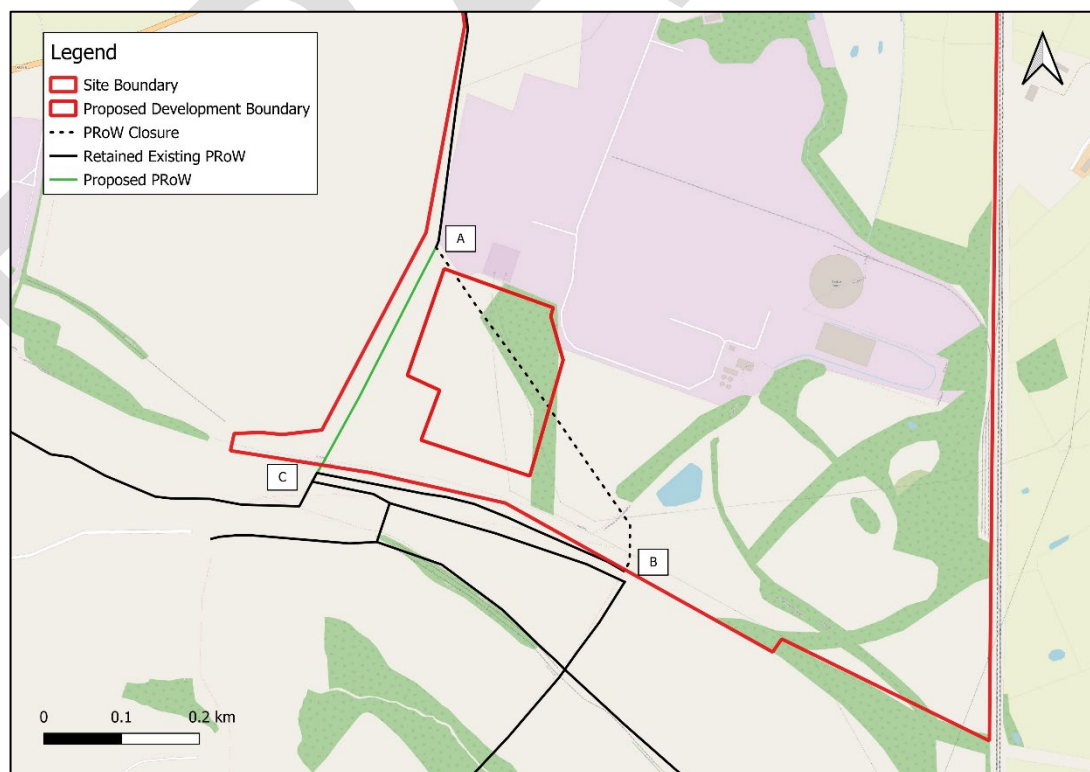 Legend
Site Boundary
Proposed Development Boundary
PRoW Closure
Retained Existing PRoW
Proposed PRoW
A
C
B
0 0.1 0.2 km